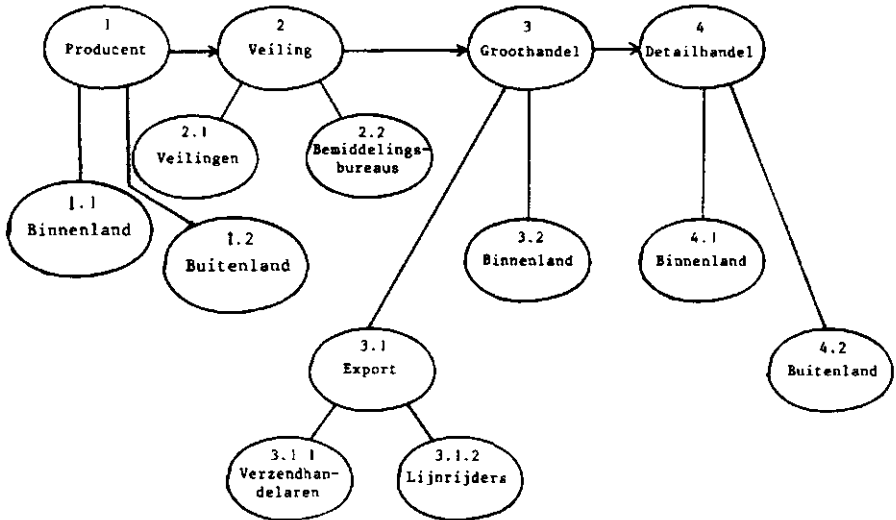 1
Producent
2
Veiling
3
Groothandel
4
Detailhandel
2.1
Veilingen
2.2
Bemiddelings-
bureaus
1.1
Binnenland
1.2
Buitenland
3.2
Binnenland
4.1
Binnenland
3.1
Export
4.2
Buitenland
3.1 1
Verzendhan-
delaren
3.1.2
Lijnrijders